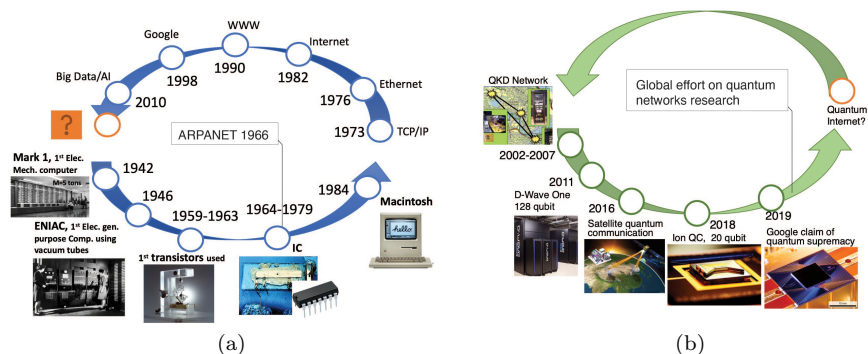 WWW
Google
Internet
1990
1998
1982
Big Data/AI
Ethernet
2010
1976
?
1973
TCP/IP
ARPANET 1966
Mark 1, 1st Elec.
Mech. computer
M=5 tons
1942
1946
1959-1963
1964-1979
1984
Macintosh
ENIAC, 1st Elec. gen.
purpose Comp. using
vacuum tubes
IC
1st transistors used
hello.
(a)
QKD Network
Global effort on quantum
networks research
Quantum
Internet?
2002-2007
2011
D-Wave One
128 qubit
2016
Satellite quantum
communication
2018
Ion QC, 20 qubit
2019
Google claim of
quantum supremacy
(b)